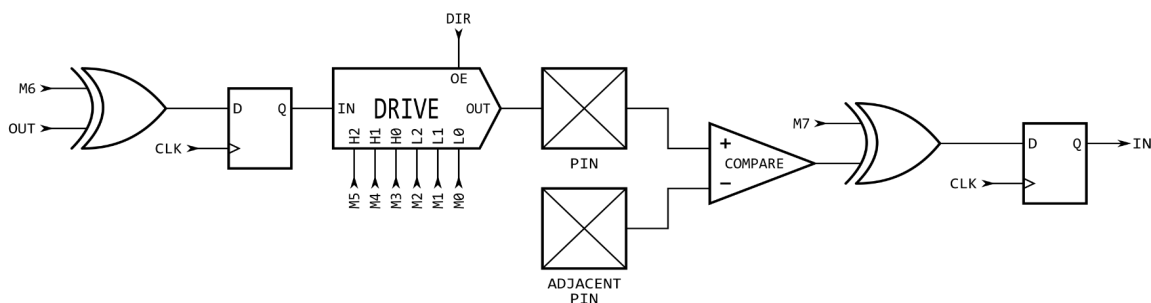 DIR
M6
OUT
CLK
D
Q
OE
IN
DRIVE
OUT
H2
H1
H0
L2
L1
L0
M5
M4
M3
M2
M1
M0
PIN
ADJACENT
PIN
+
COMPARE
−
M7
CLK
D
Q
IN